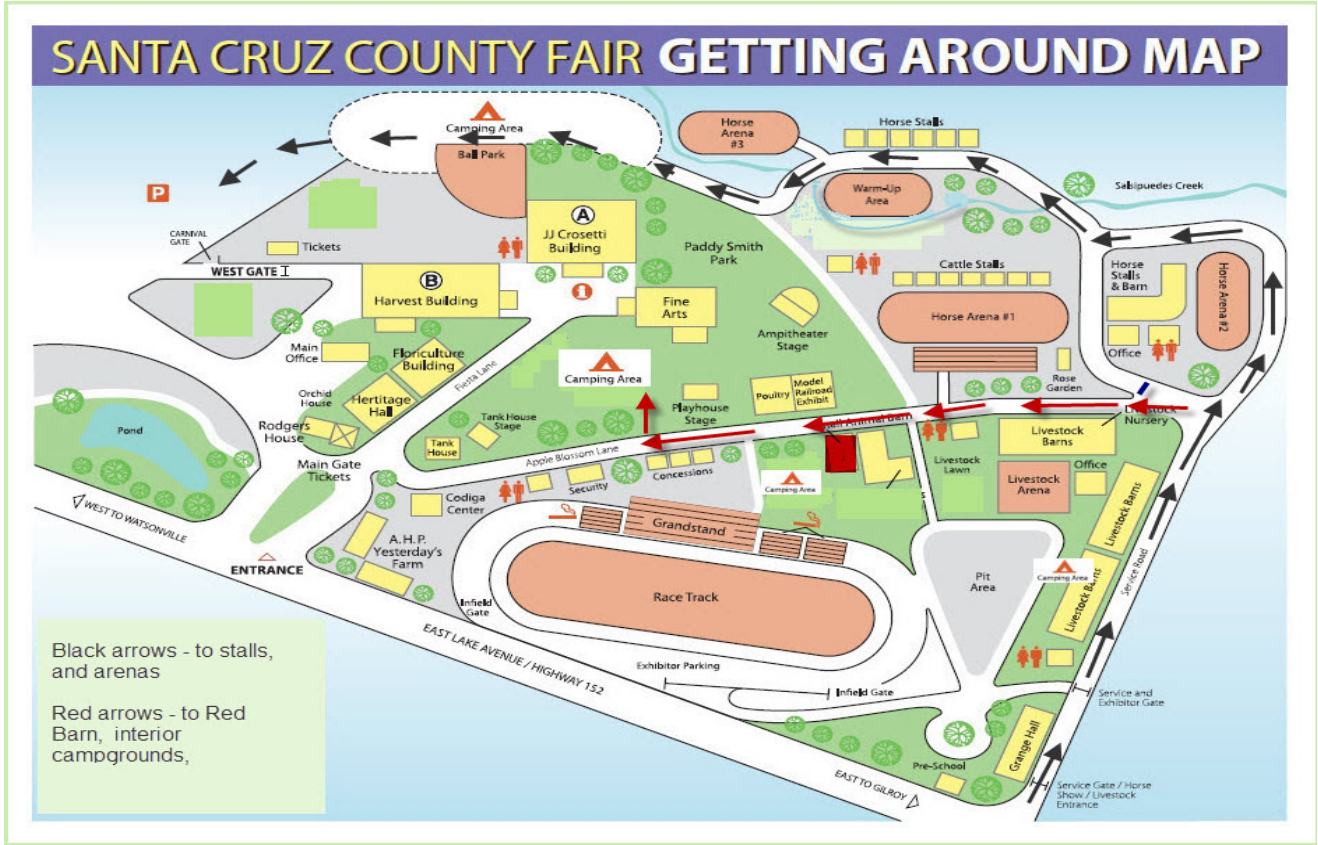 SANTA CRUZ COUNTY FAIR GETTING AROUND MAP
Camping Area
Ball Park
Horse
Arena
#3
Horse Stalls
Warm-Up
Area
Salsipuedes Creek
P
CARNIVAL
GATE
Tickets
WEST GATE
A
JJ Crosetti
Building
Paddy Smith
Park
B
Harvest Building
Cattle Stalls
Horse
Stalls
& Barn
Horse Arena #2
Fine
Arts
Horse Arena #1
Ampitheater
Stage
Office
Main
Office
Floriculture
Building
Fiesta Lane
Camping Area
Rose
Garden
Orchid
House
Hertitage
Hall
Poultry
Model
Railroad
Exhibit
Playhouse
Stage
Rodgers
House
Tank House
Stage
Tank
House
Animal Barn
Livestock
Nursery
Livestock
Barns
Pond
Main Gate
Tickets
Apple Blossom Lane
Concessions
Security
Camping Area
Livestock
Lawn
Livestock
Arena
Office
Livestock Barns
WEST TO WATSONVILLE
Codiga
Center
Grandstand
A.H.P.
Yesterday's
Farm
ENTRANCE
Race Track
Pit
Area
Camping Area
Livestock Barns
Service Road
Infield
Gate
EAST LAKE AVENUE / HIGHWAY 152
Exhibitor Parking
Infield Gate
Service and
Exhibitor Gate
Grange Hall
Pre-School
EAST TO GILROY
Service Gate / Horse
Show / Livestock
Entrance
Black arrows - to stalls,
and arenas
Red arrows - to Red
Barn, interior
campgrounds,